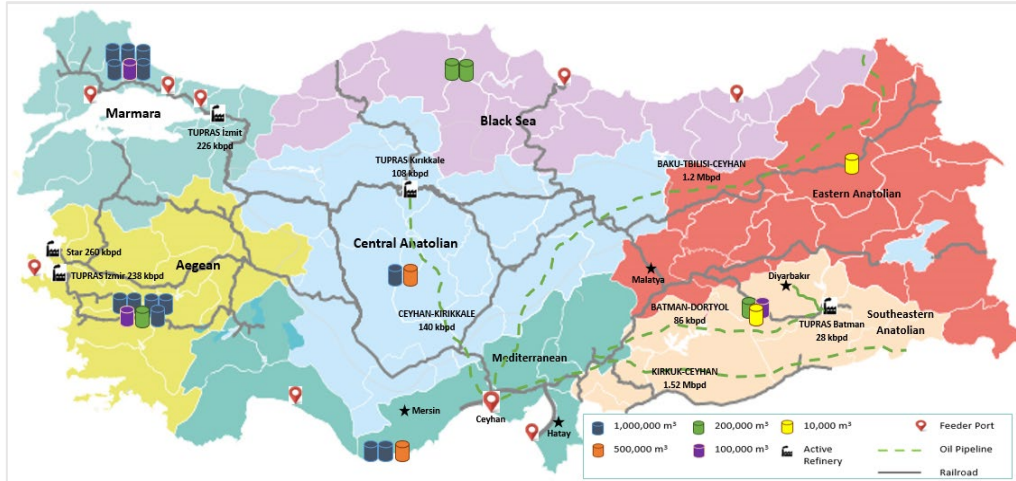 Marmara
TUPRAS İzmit
226 kbpd
Black Sea
TUPRAS Kırıkkale
108 kbpd
BAKU-TBILISI-CEYHAN
1.2 Mbpd
Eastern Anatolian
Star 260 kbpd
Aegean
TUPRAS İzmir 238 kbpd
Central Anatolian
Malatya
Diyarbakır
CEYHAN-KIRIKKALE
140 kbpd
BATMAN-DORTYOL
86 kbpd
TUPRAS Batman
28 kbpd
Southeastern
Anatolian
Mediterranean
KIRKUK-CEYHAN
1.52 Mbpd
Mersin
Ceyhan
Hatay
1,000,000 m³
200,000 m³
10,000 m³
Feeder Port
500,000 m³
100,000 m³
Active
Refinery
Oil Pipeline
Railroad